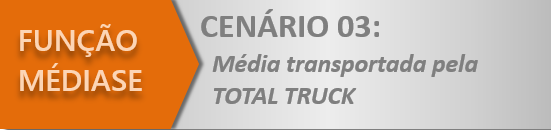 FUNÇÃO
MÉDIASE
CENÁRIO 03:
Média transportada pela
TOTAL TRUCK